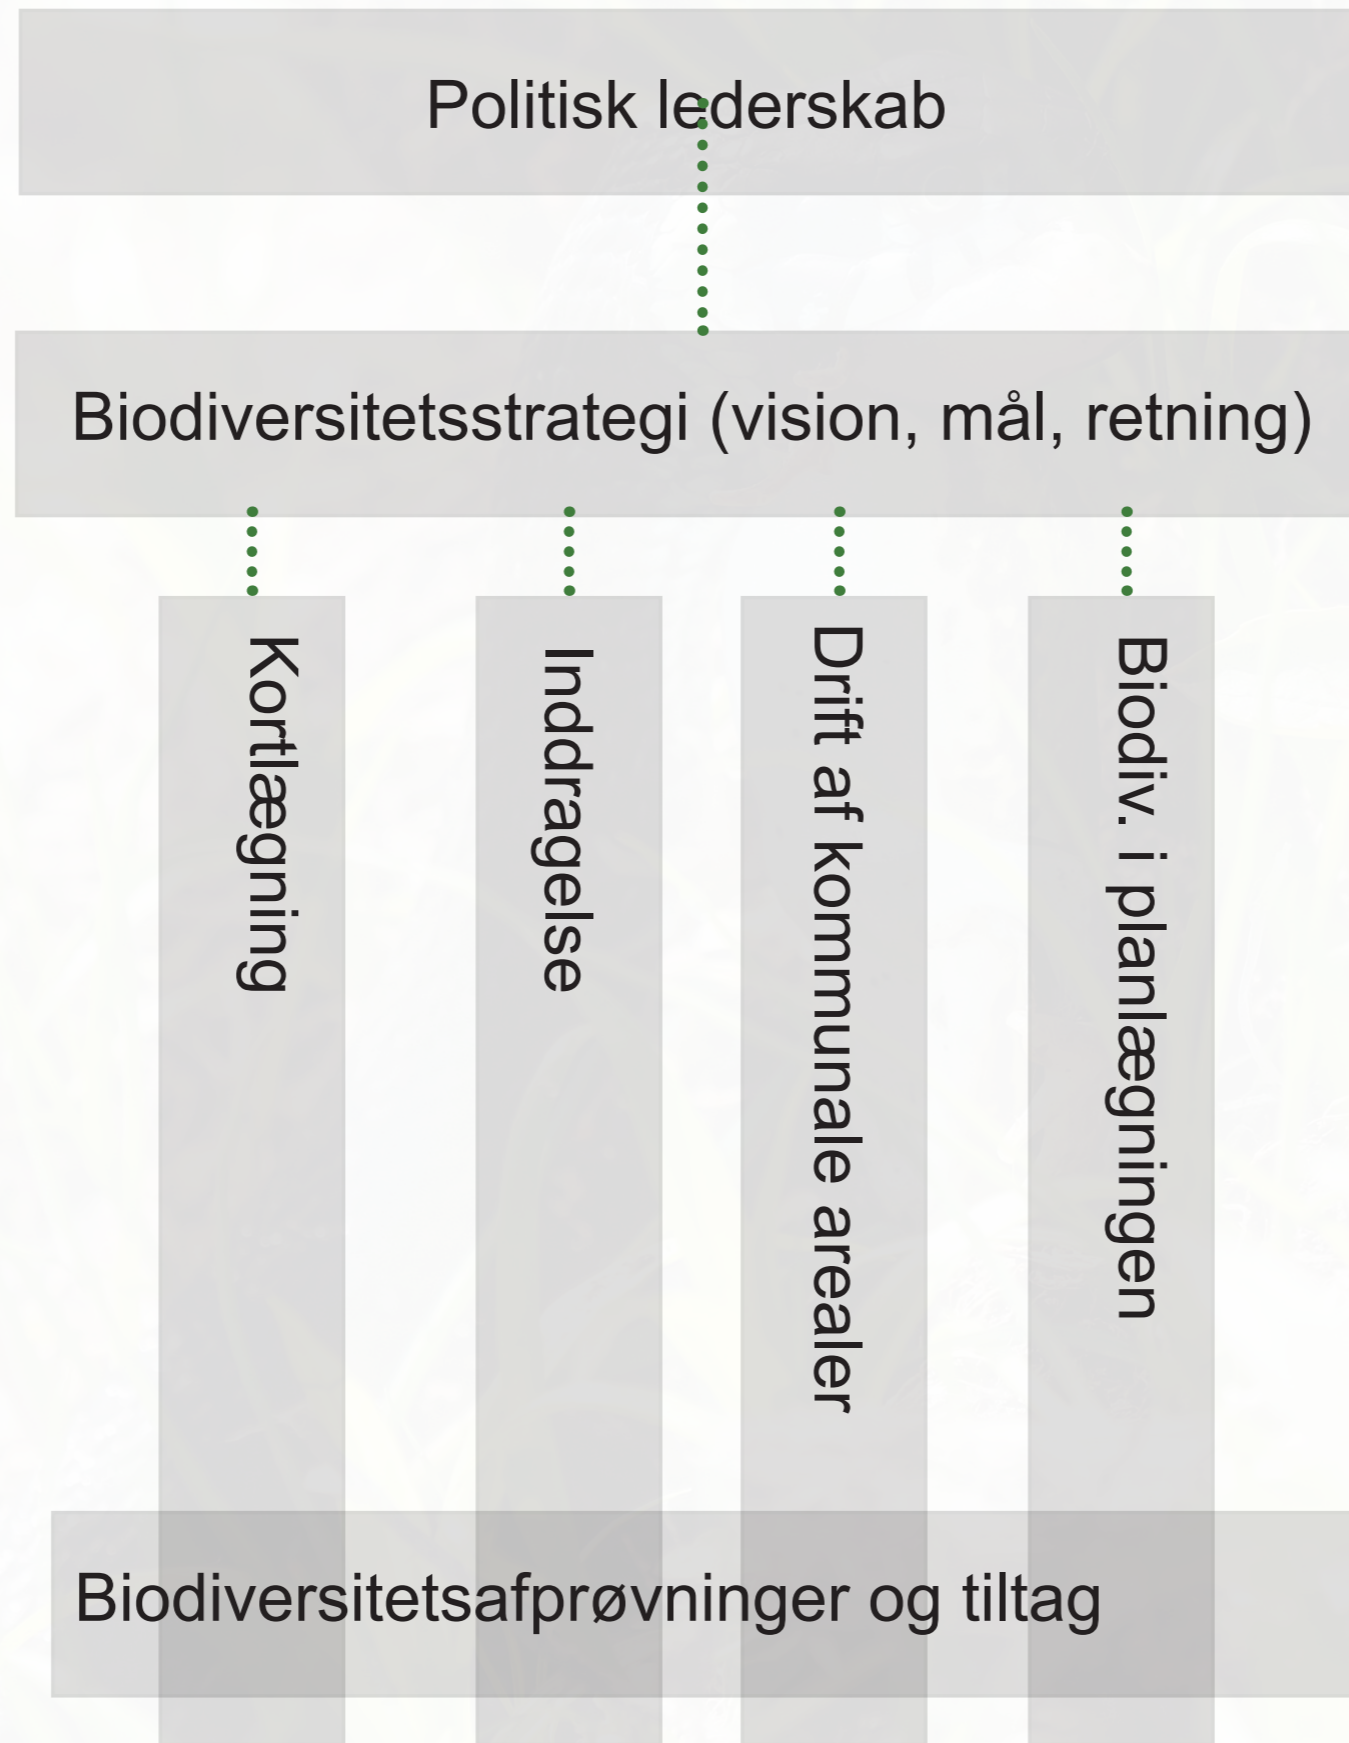 Politisk lederskab
Biodiversitetsstrategi (vision, mål, retning)
Kortlægning
Inddragelse
Drift af kommunale arealer
Biodiv. i planlægningen
Biodiversitetsafprøvninger og tiltag